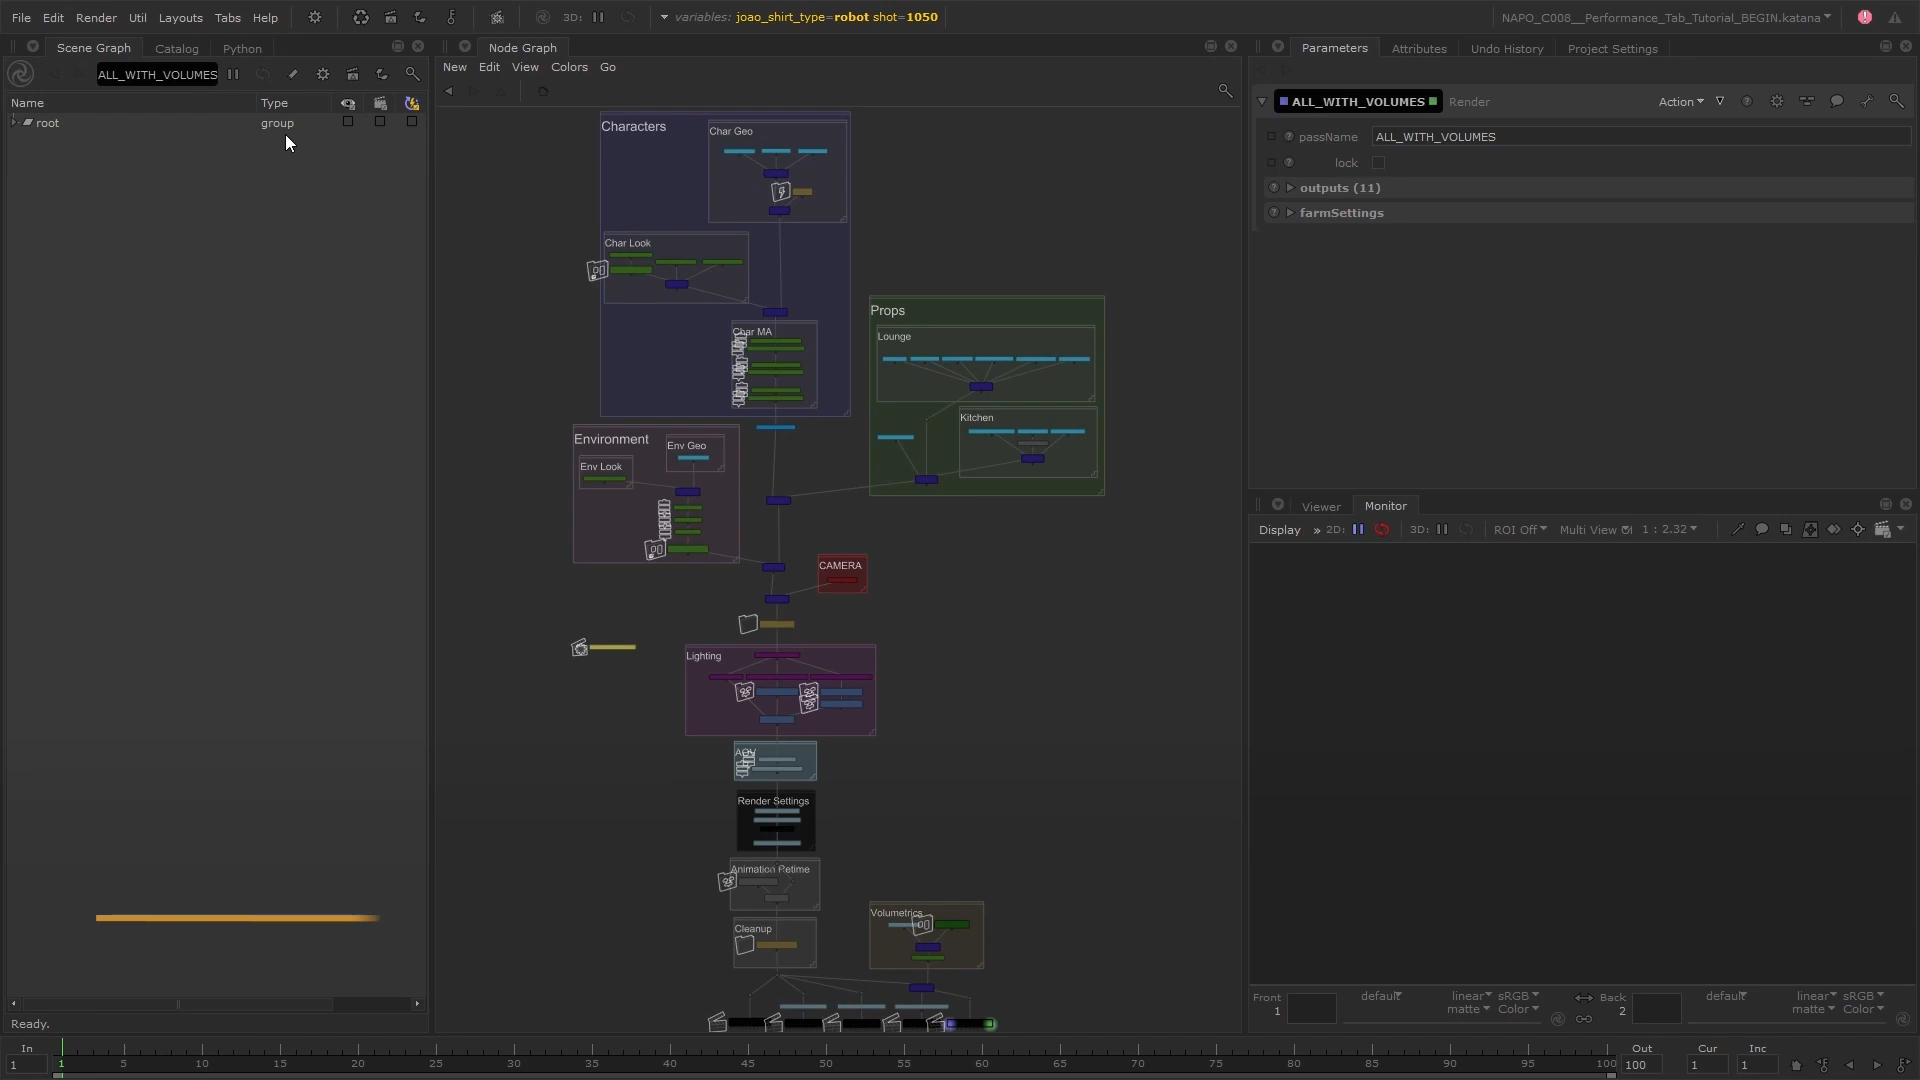 File Edit Render Util Layouts Tabs Help 3D: variables: joao_shirt_type=robot shot=1050 NAPO_C008__Performance_Tab_Tutorial_BEGIN.katana
Scene Graph Catalog Python
ALL_WITH_VOLUMES
Name Type
root group
Ready.
Node Graph
New Edit View Colors Go
Characters
Char Geo
Char Look
Char MA
Props
Lounge
Kitchen
Environment
Env Geo
Env Look
CAMERA
Lighting
AOV
Render Settings
Animation Retime
Cleanup
Volumetrics
Parameters Attributes Undo History Project Settings
ALL_WITH_VOLUMES Render Action
passName ALL_WITH_VOLUMES
lock
outputs (11)
farmSettings
Viewer Monitor
Display » 2D: 3D: ROI Off Multi View 1 : 2.32
Front default linear sRGB Back default linear sRGB
1 matte Color 2 matte Color
In Out Cur Inc
1 1 5 10 15 20 25 30 35 40 45 50 55 60 65 70 75 80 85 90 95 100 100 1 1